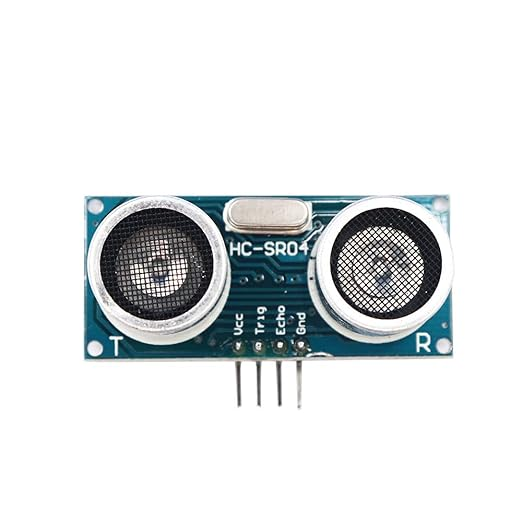 HC-SR04
Vcc
Trig
Echo
Gnd
T
R